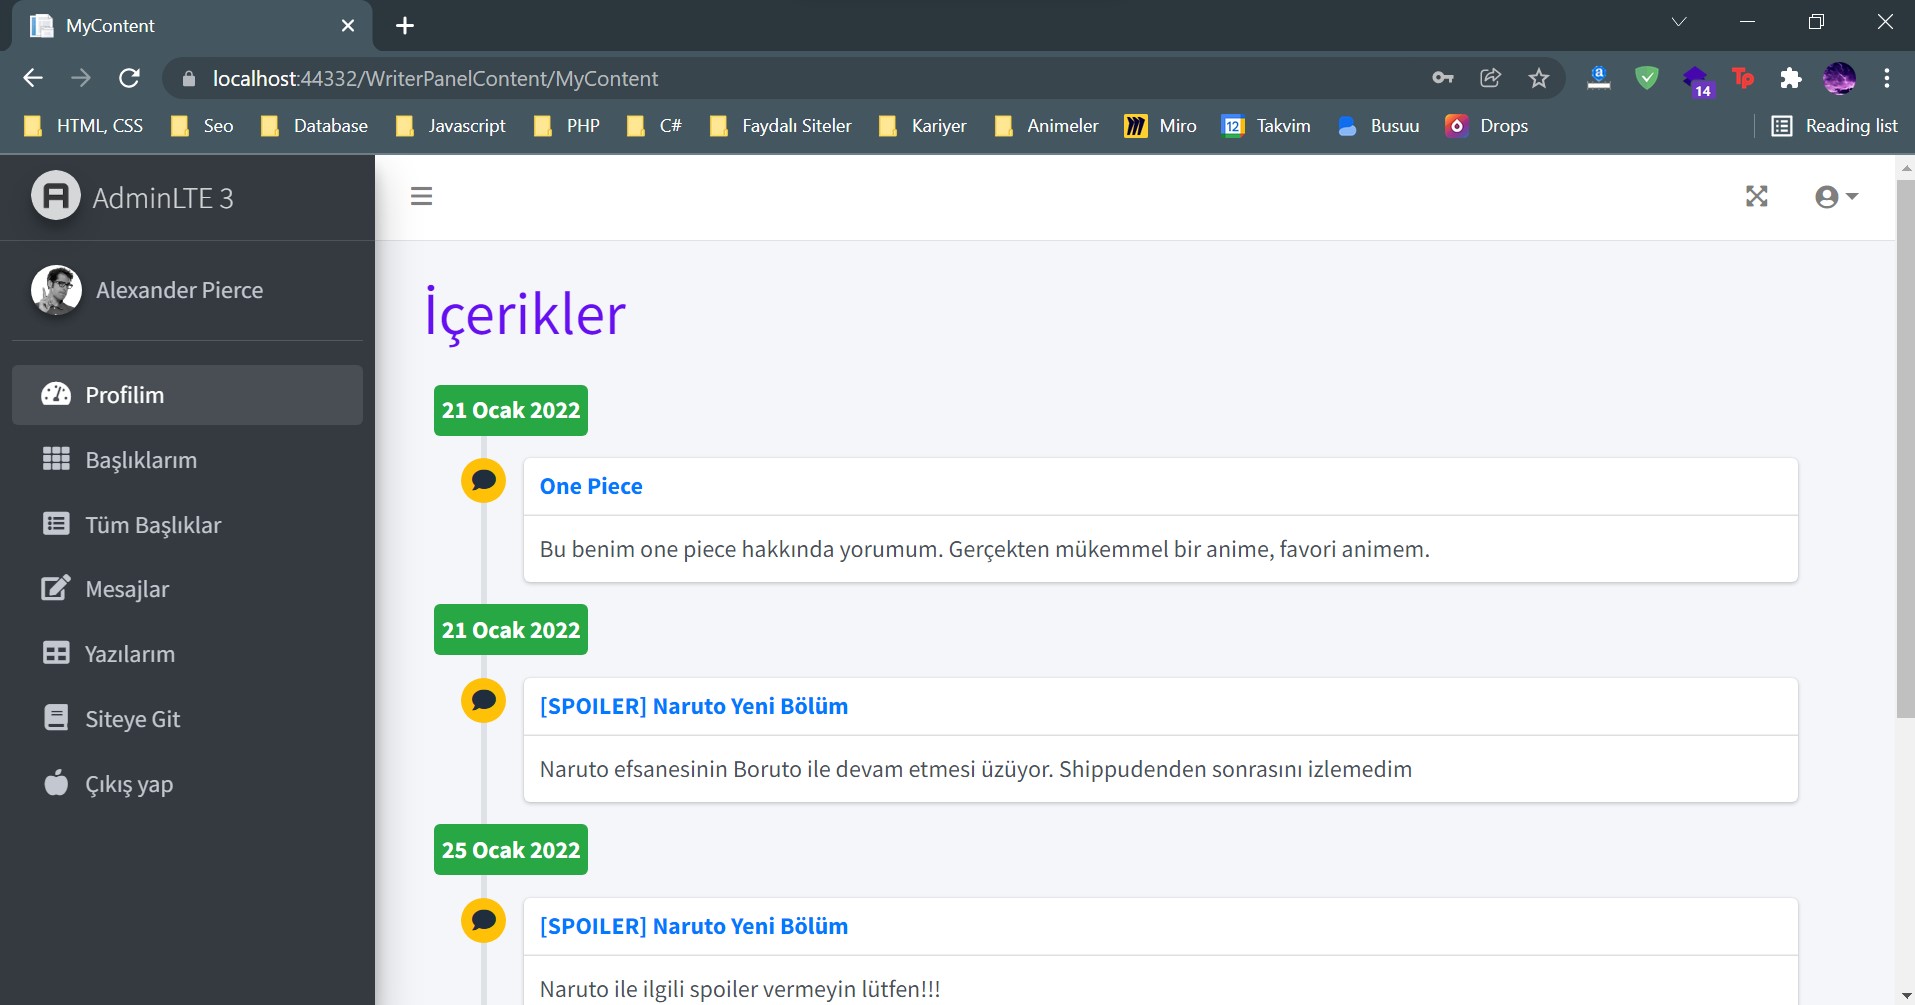 MyContent
localhost:44332/WriterPanelContent/MyContent
14
HTML, CSS
Seo
Database
Javascript
PHP
C#
Faydalı Siteler
Kariyer
Animeler
Miro
12
Takvim
Busuu
Drops
Reading list
AdminLTE 3
Alexander Pierce
Profilim
Başlıklarım
Tüm Başlıklar
Mesajlar
Yazılarım
Siteye Git
Çıkış yap
İçerikler
21 Ocak 2022
One Piece
Bu benim one piece hakkında yorumum. Gerçekten mükemmel bir anime, favori animem.
21 Ocak 2022
[SPOILER] Naruto Yeni Bölüm
Naruto efsanesinin Boruto ile devam etmesi üzüyor. Shippudenden sonrasını izlemedim
25 Ocak 2022
[SPOILER] Naruto Yeni Bölüm
Naruto ile ilgili spoiler vermeyin lütfen!!!